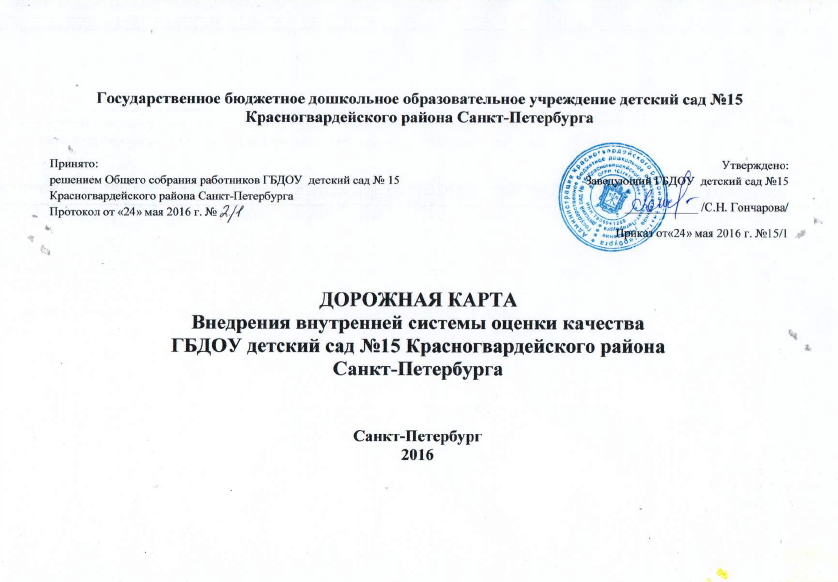 Государственное бюджетное дошкольное образовательное учреждение детский сад №15
Красногвардейского района Санкт-Петербурга
Принято:
решением Общего собрания работников ГБДОУ детский сад № 15
Красногвардейского района Санкт-Петербурга
Протокол от «24» мая 2016 г. № 2/1
Утверждено:
Заведующий ГБДОУ детский сад №15
/С.Н. Гончарова/
Приказ от«24» мая 2016 г. №15/1
ДОРОЖНАЯ КАРТА
Внедрения внутренней системы оценки качества
ГБДОУ детский сад №15 Красногвардейского района
Санкт-Петербурга
Санкт-Петербург
2016